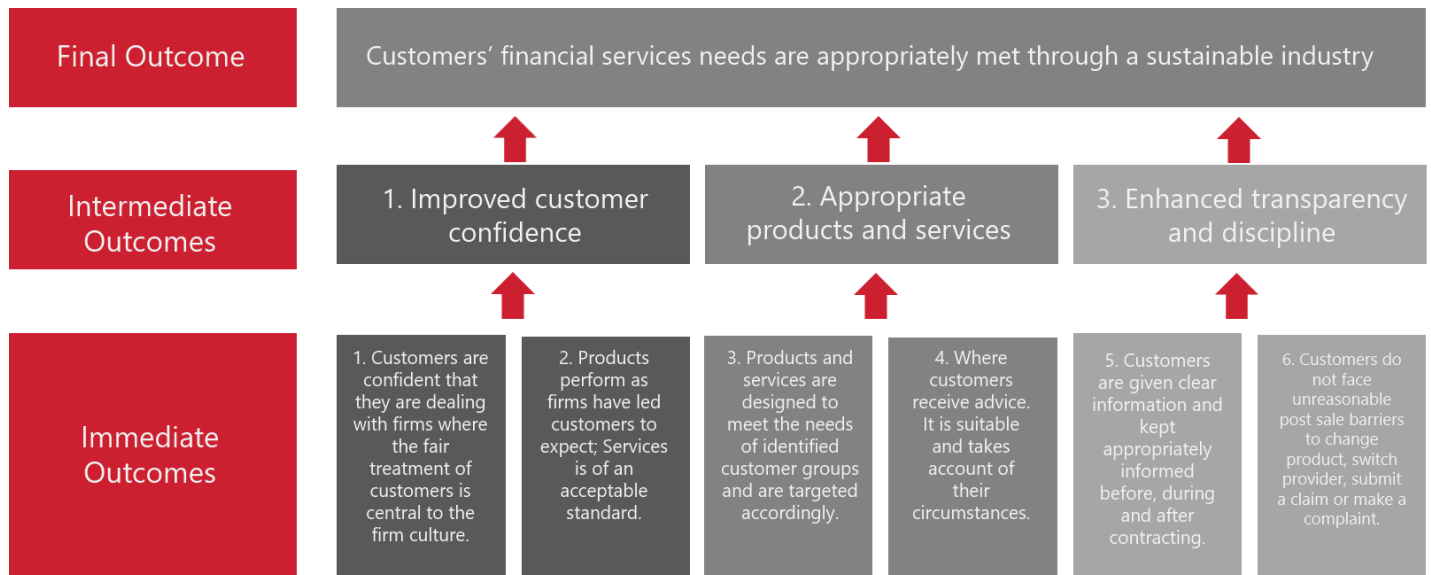 Final Outcome
Customers’ financial services needs are appropriately met through a sustainable industry
Intermediate
Outcomes
1. Improved customer
confidence
2. Appropriate
products and services
3. Enhanced transparency
and discipline
Immediate
Outcomes
1. Customers are
confident that
they are dealing
with firms where
the fair
treatment of
customers is
central to the
firm culture.
2. Products
perform as
firms have led
customers to
expect; Services
is of an
acceptable
standard.
3. Products and
services are
designed to
meet the needs
of identified
customer groups
and are targeted
accordingly.
4. Where
customers
receive advice.
It is suitable
and takes
account of
their
circumstances.
5. Customers
are given clear
information and
kept
appropriately
informed
before, during
and after
contracting.
6. Customers do
not face
unreasonable
post sale barriers
to change
product, switch
provider, submit
a claim or make a
complaint.